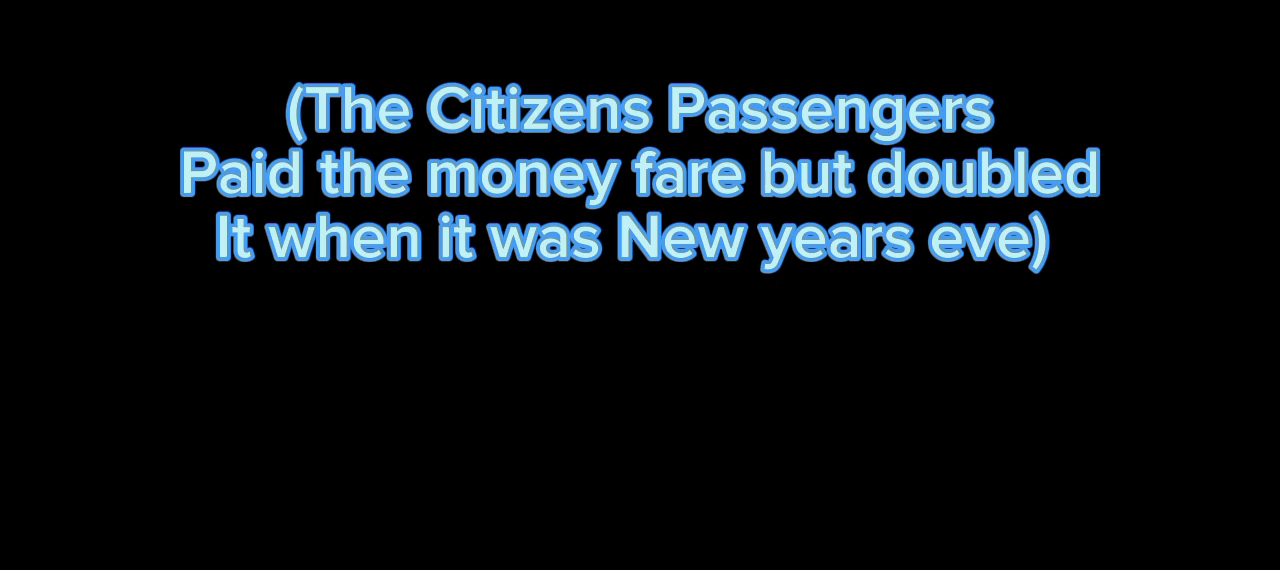 (The Citizens Passengers
Paid the money fare but doubled
It when it was New years eve)